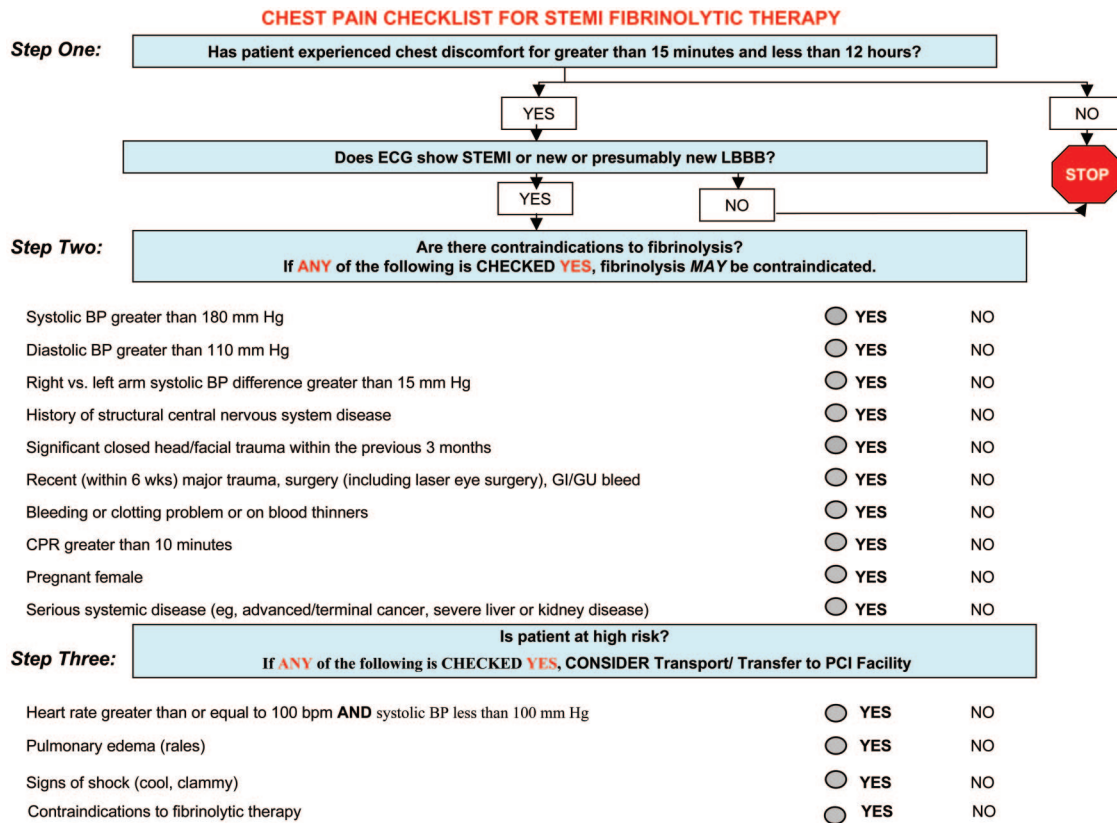 CHEST PAIN CHECKLIST FOR STEMI FIBRINOLYTIC THERAPY
Step One:
Has patient experienced chest discomfort for greater than 15 minutes and less than 12 hours?
YES
NO
Does ECG show STEMI or new or presumably new LBBB?
STOP
YES
NO
Step Two:
Are there contraindications to fibrinolysis?
If ANY of the following is CHECKED YES, fibrinolysis MAY be contraindicated.
Systolic BP greater than 180 mm Hg YES NO
Diastolic BP greater than 110 mm Hg YES NO
Right vs. left arm systolic BP difference greater than 15 mm Hg YES NO
History of structural central nervous system disease YES NO
Significant closed head/facial trauma within the previous 3 months YES NO
Recent (within 6 wks) major trauma, surgery (including laser eye surgery), GI/GU bleed YES NO
Bleeding or clotting problem or on blood thinners YES NO
CPR greater than 10 minutes YES NO
Pregnant female YES NO
Serious systemic disease (eg, advanced/terminal cancer, severe liver or kidney disease) YES NO
Step Three:
Is patient at high risk?
If ANY of the following is CHECKED YES, CONSIDER Transport/ Transfer to PCI Facility
Heart rate greater than or equal to 100 bpm AND systolic BP less than 100 mm Hg YES NO
Pulmonary edema (rales) YES NO
Signs of shock (cool, clammy) YES NO
Contraindications to fibrinolytic therapy YES NO